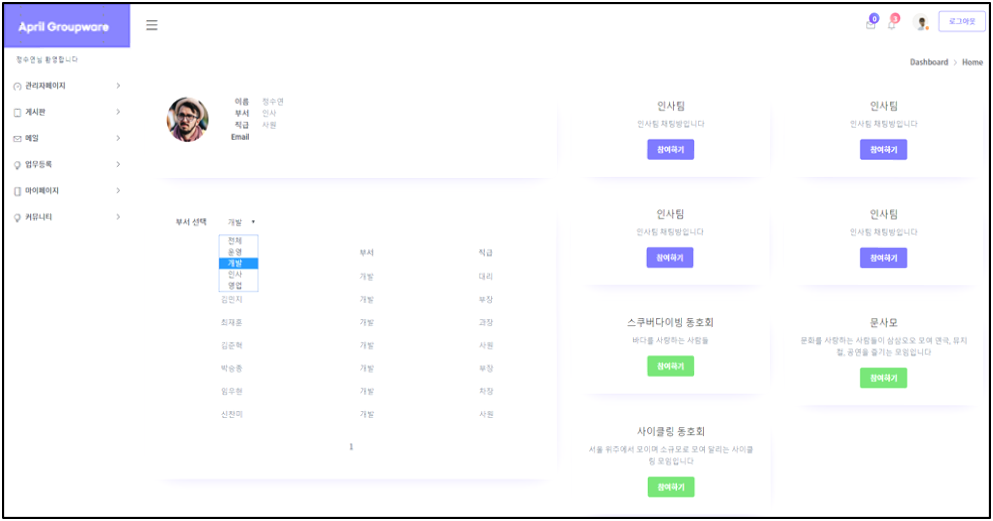 April Groupware
0
3
로그아웃
정수연님 환영합니다
Dashboard > Home
관리자페이지
게시판
메일
업무등록
마이페이지
커뮤니티
이름 정수연
부서 인사
직급 사원
Email
인사팀
인사팀 채팅방입니다
참여하기
인사팀
인사팀 채팅방입니다
참여하기
부서 선택 개발
전체
운영
개발
인사
영업
부서 직급
개발 대리
김민지 개발 부장
최재훈 개발 과장
김준혁 개발 사원
박승종 개발 부장
임우현 개발 차장
신찬미 개발 사원
1
인사팀
인사팀 채팅방입니다
참여하기
인사팀
인사팀 채팅방입니다
참여하기
스쿠버다이빙 동호회
바다를 사랑하는 사람들
참여하기
문사모
문화를 사랑하는 사람들이 삼삼오오 모여 연극, 뮤지
컬, 공연을 즐기는 모임입니다
참여하기
사이클링 동호회
서울 위주에서 모이며 소규모로 모여 달리는 사이클
링 모임입니다
참여하기